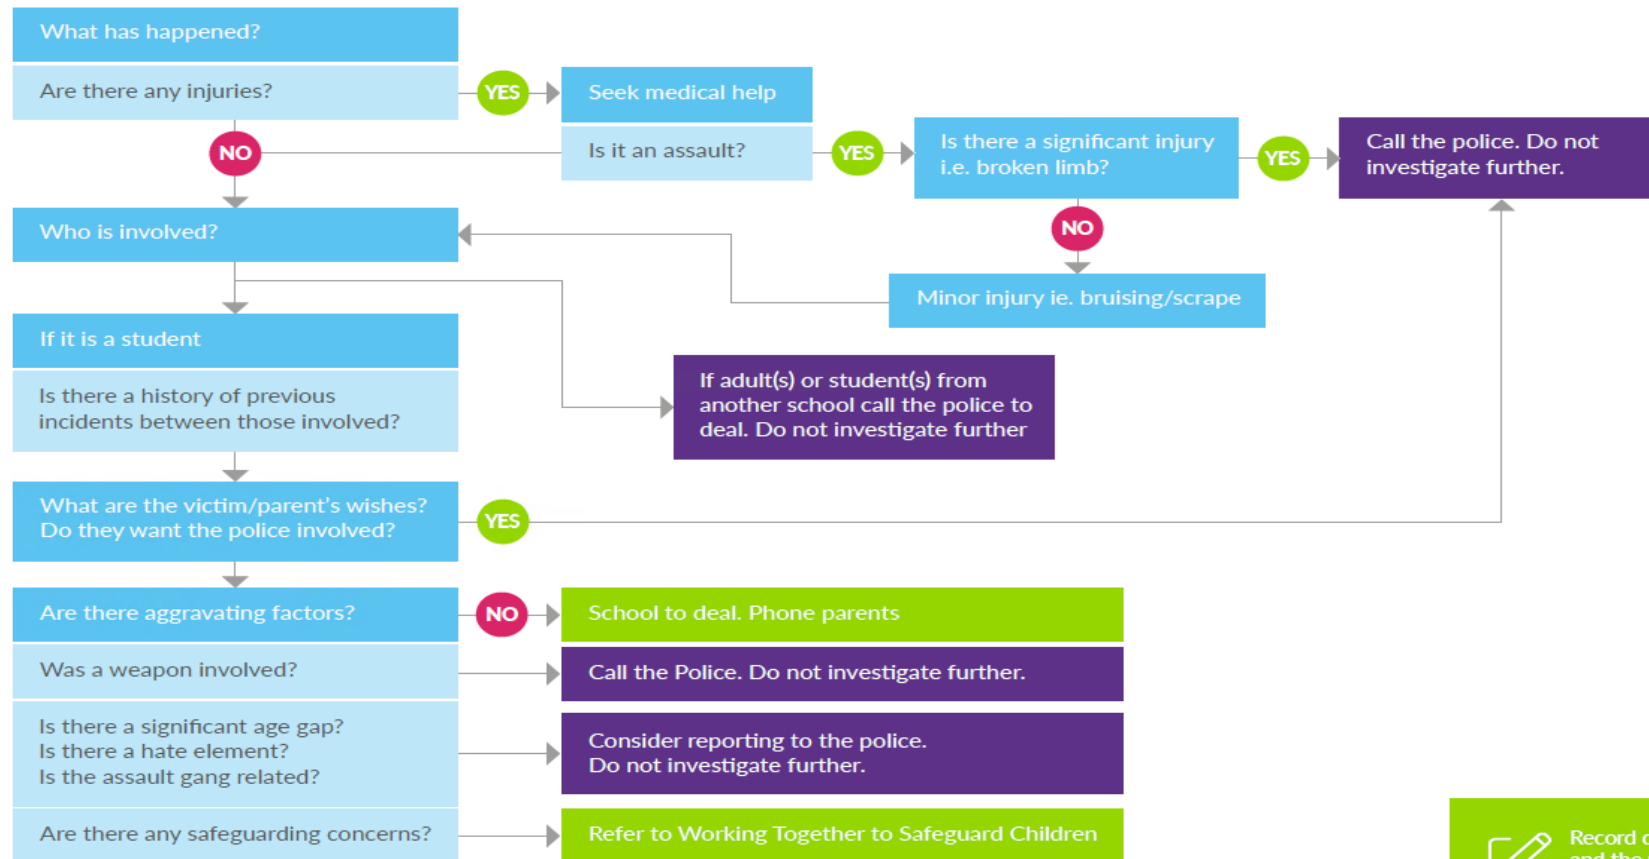 What has happened?
Are there any injuries?
YES
Seek medical help
Is it an assault?
YES
Is there a significant injury
i.e. broken limb?
YES
Call the police. Do not
investigate further.
NO
Who is involved?
NO
Minor injury ie. bruising/scrape
If it is a student
Is there a history of previous
incidents between those involved?
If adult(s) or student(s) from
another school call the police to
deal. Do not investigate further
What are the victim/parent's wishes?
Do they want the police involved?
YES
Are there aggravating factors?
NO
School to deal. Phone parents
Was a weapon involved?
Call the Police. Do not investigate further.
Is there a significant age gap?
Is there a hate element?
Is the assault gang related?
Consider reporting to the police.
Do not investigate further.
Are there any safeguarding concerns?
Refer to Working Together to Safeguard Children
Record
and the